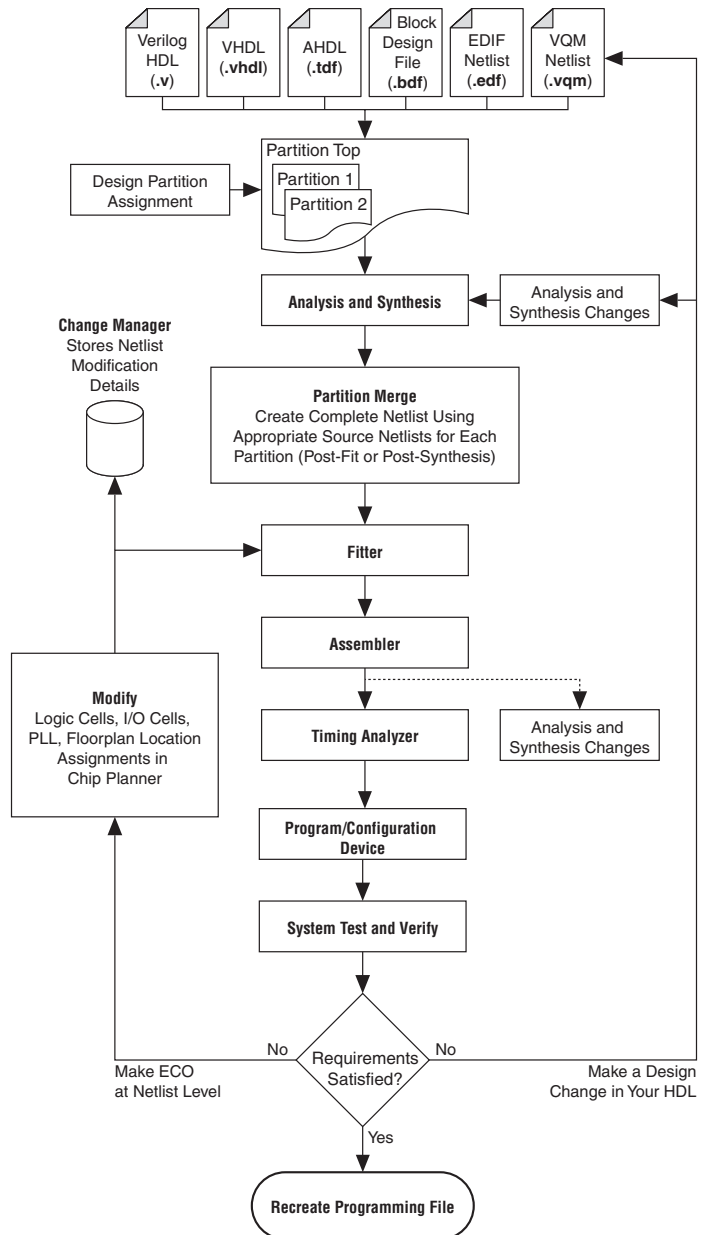 Verilog
HDL
(.v)
VHDL
(.vhdl)
AHDL
(.tdf)
Block
Design
File
(.bdf)
EDIF
Netlist
(.edf)
VQM
Netlist
(.vqm)
Partition Top
Partition 1
Partition 2
Design Partition
Assignment
Analysis and Synthesis
Analysis and
Synthesis Changes
Change Manager
Stores Netlist
Modification
Details
Partition Merge
Create Complete Netlist Using
Appropriate Source Netlists for Each
Partition (Post-Fit or Post-Synthesis)
Fitter
Assembler
Modify
Logic Cells, I/O Cells,
PLL, Floorplan Location
Assignments in
Chip Planner
Timing Analyzer
Analysis and
Synthesis Changes
Program/Configuration
Device
System Test and Verify
No
Requirements
Satisfied?
No
Make ECO
at Netlist Level
Make a Design
Change in Your HDL
Yes
Recreate Programming File